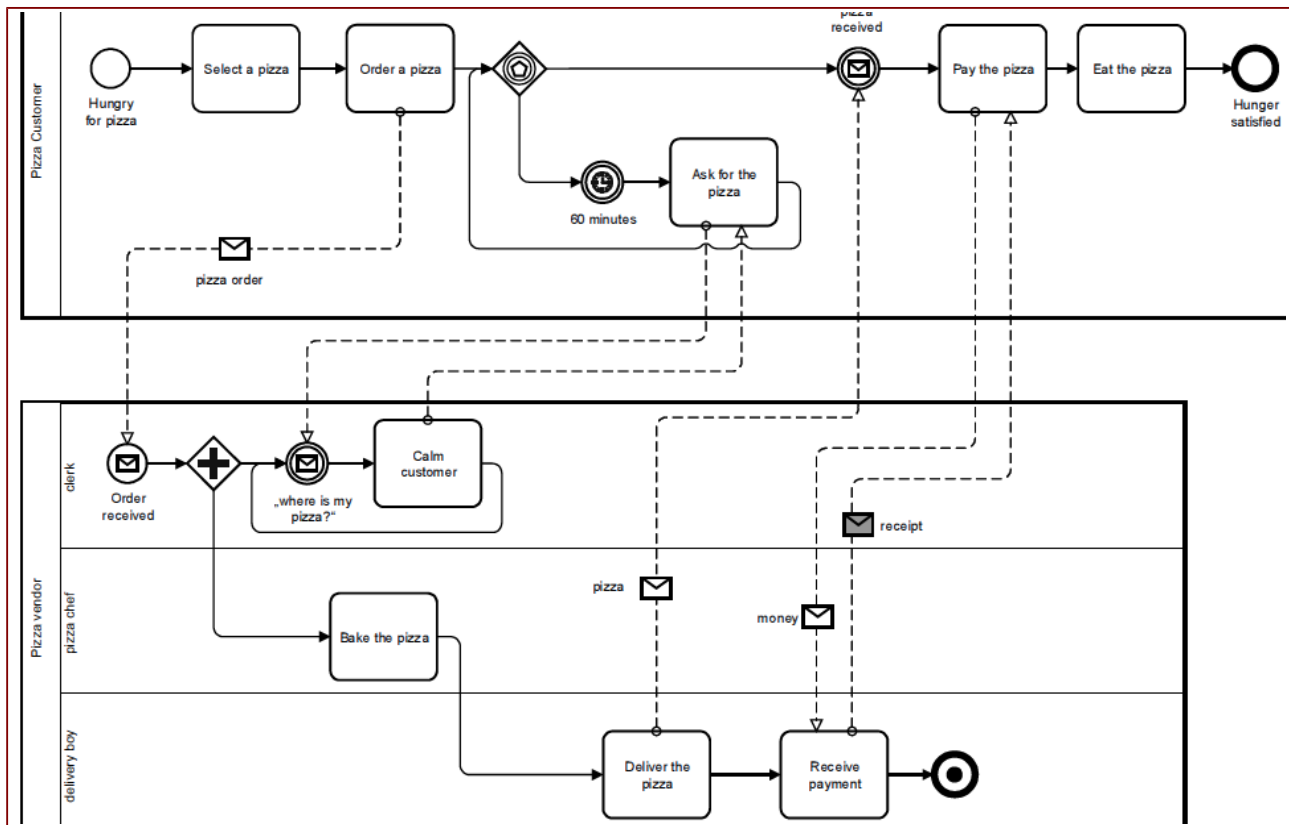 pizza
received
Select a pizza
Order a pizza
Pay the pizza
Eat the pizza
Hungry
for pizza
Hunger
satisfied
Pizza Customer
Ask for the
pizza
60 minutes
pizza order
Pizza vendor
clerk
Calm
customer
Order
received
„where is my
pizza?“
receipt
pizza chef
pizza
money
Bake the pizza
delivery boy
Deliver the
pizza
Receive
payment